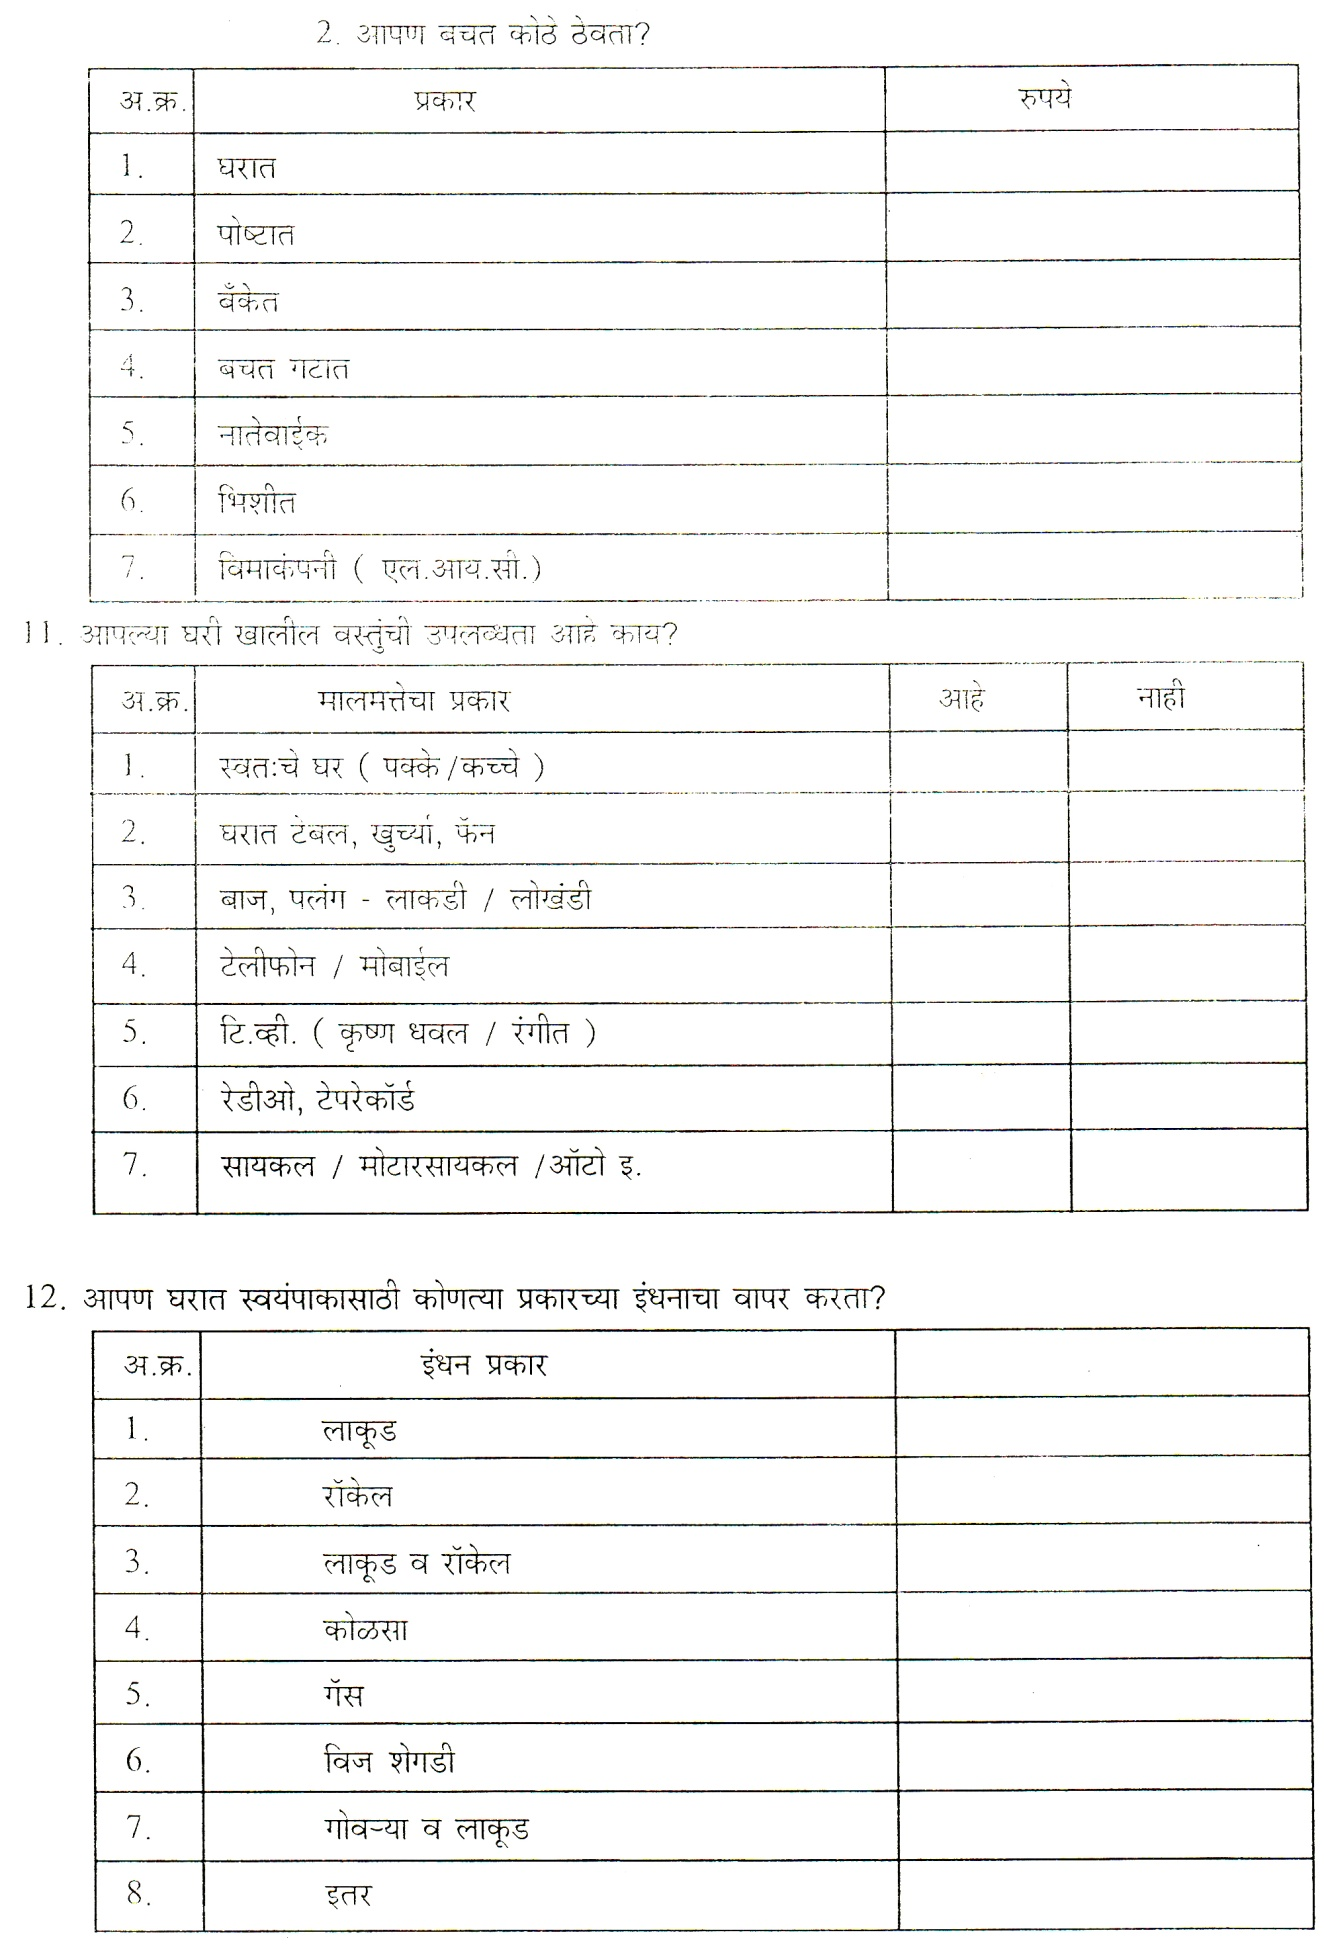 2. आपण बचत कोठे ठेवता?
अ.क्र. प्रकार रुपये
1. घरात
2. पोष्टात
3. बँकेत
4. बचत गटात
5. नातेवाईक
6. भिशीत
7. विमाकंपनी ( एल.आय.सी.)
11. आपल्या घरी खालील वस्तुंची उपलब्धता आहे काय?
अ.क्र. मालमत्तेचा प्रकार आहे नाही
1. स्वतःचे घर ( पक्के /कच्चे )
2. घरात टेबल, खुर्च्या, फॅन
3. बाज, पलंग - लाकडी / लोखंडी
4. टेलीफोन / मोबाईल
5. टि.व्ही. ( कृष्ण धवल / रंगीत )
6. रेडीओ, टेपरेकॉर्ड
7. सायकल / मोटारसायकल /ऑटो इ.
12. आपण घरात स्वयंपाकासाठी कोणत्या प्रकारच्या इंधनाचा वापर करता?
अ.क्र. इंधन प्रकार
1. लाकूड
2. रॉकेल
3. लाकूड व रॉकेल
4. कोळसा
5. गॅस
6. विज शेगडी
7. गोवऱ्या व लाकूड
8. इतर